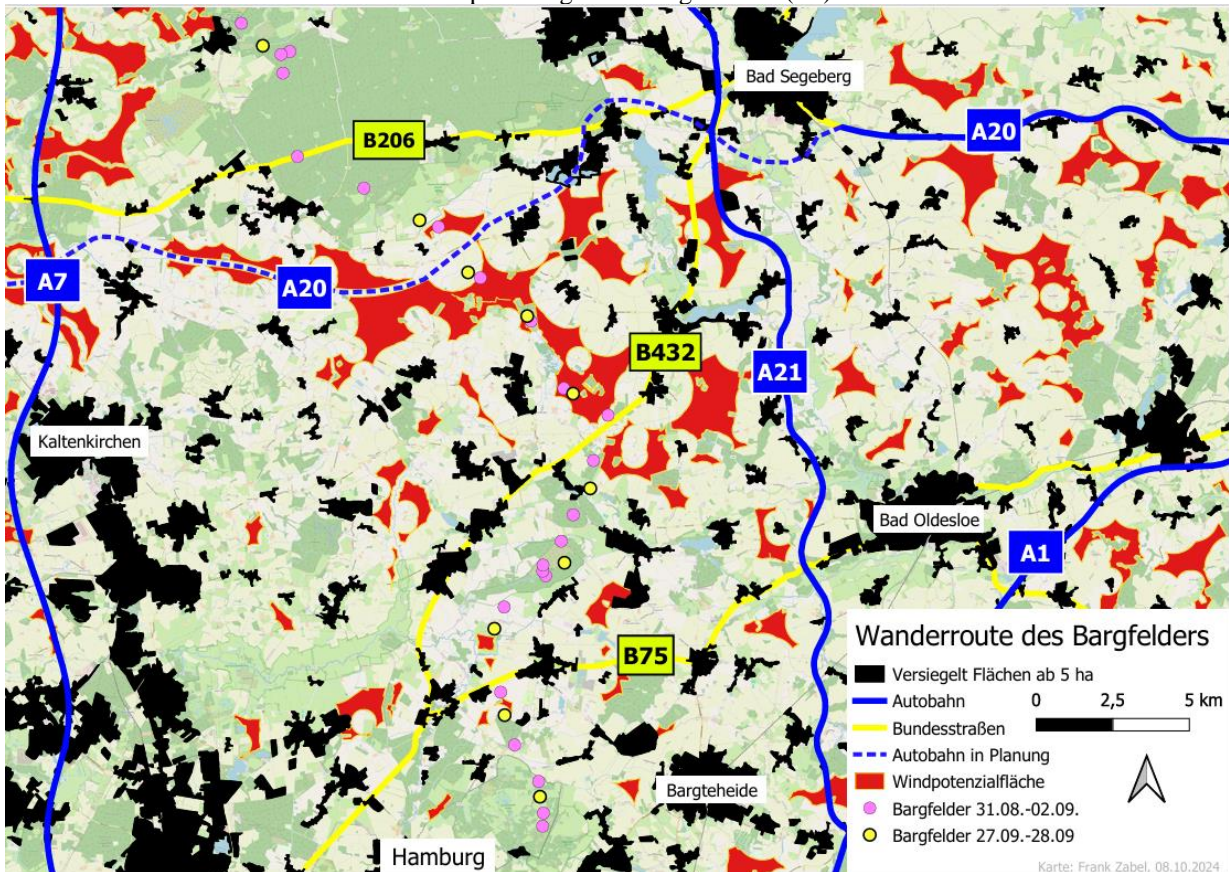 Bad Segeberg
B206
A20
A7
A20
B432
A21
Kaltenkirchen
Bad Oldesloe
A1
B75
Bargteheide
Hamburg
Wanderroute des Bargfelders
Versiegelt Flächen ab 5 ha
Autobahn
0 2,5 5 km
Bundesstraßen
Autobahn in Planung
Windpotenzialfläche
Bargfelder 31.08.-02.09.
Bargfelder 27.09.-28.09
Karte: Frank Zabel, 08.10.2024